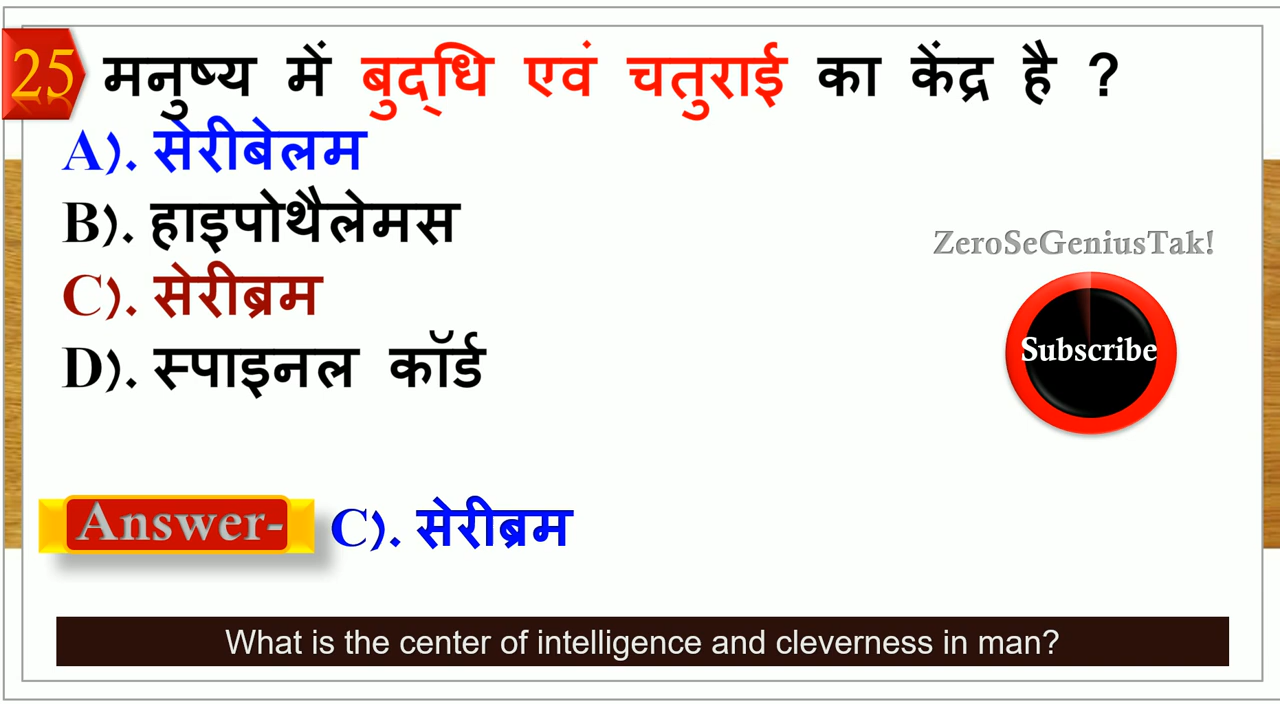 25 मनुष्य में बुद्धि एवं चतुराई का केंद्र है ?
A). सेरीबेलम
B). हाइपोथैलेमस
ZeroSeGeniusTak!
C). सेरीब्रम
Subscribe
D). स्पाइनल कॉर्ड
Answer- C). सेरीब्रम
What is the center of intelligence and cleverness in man?